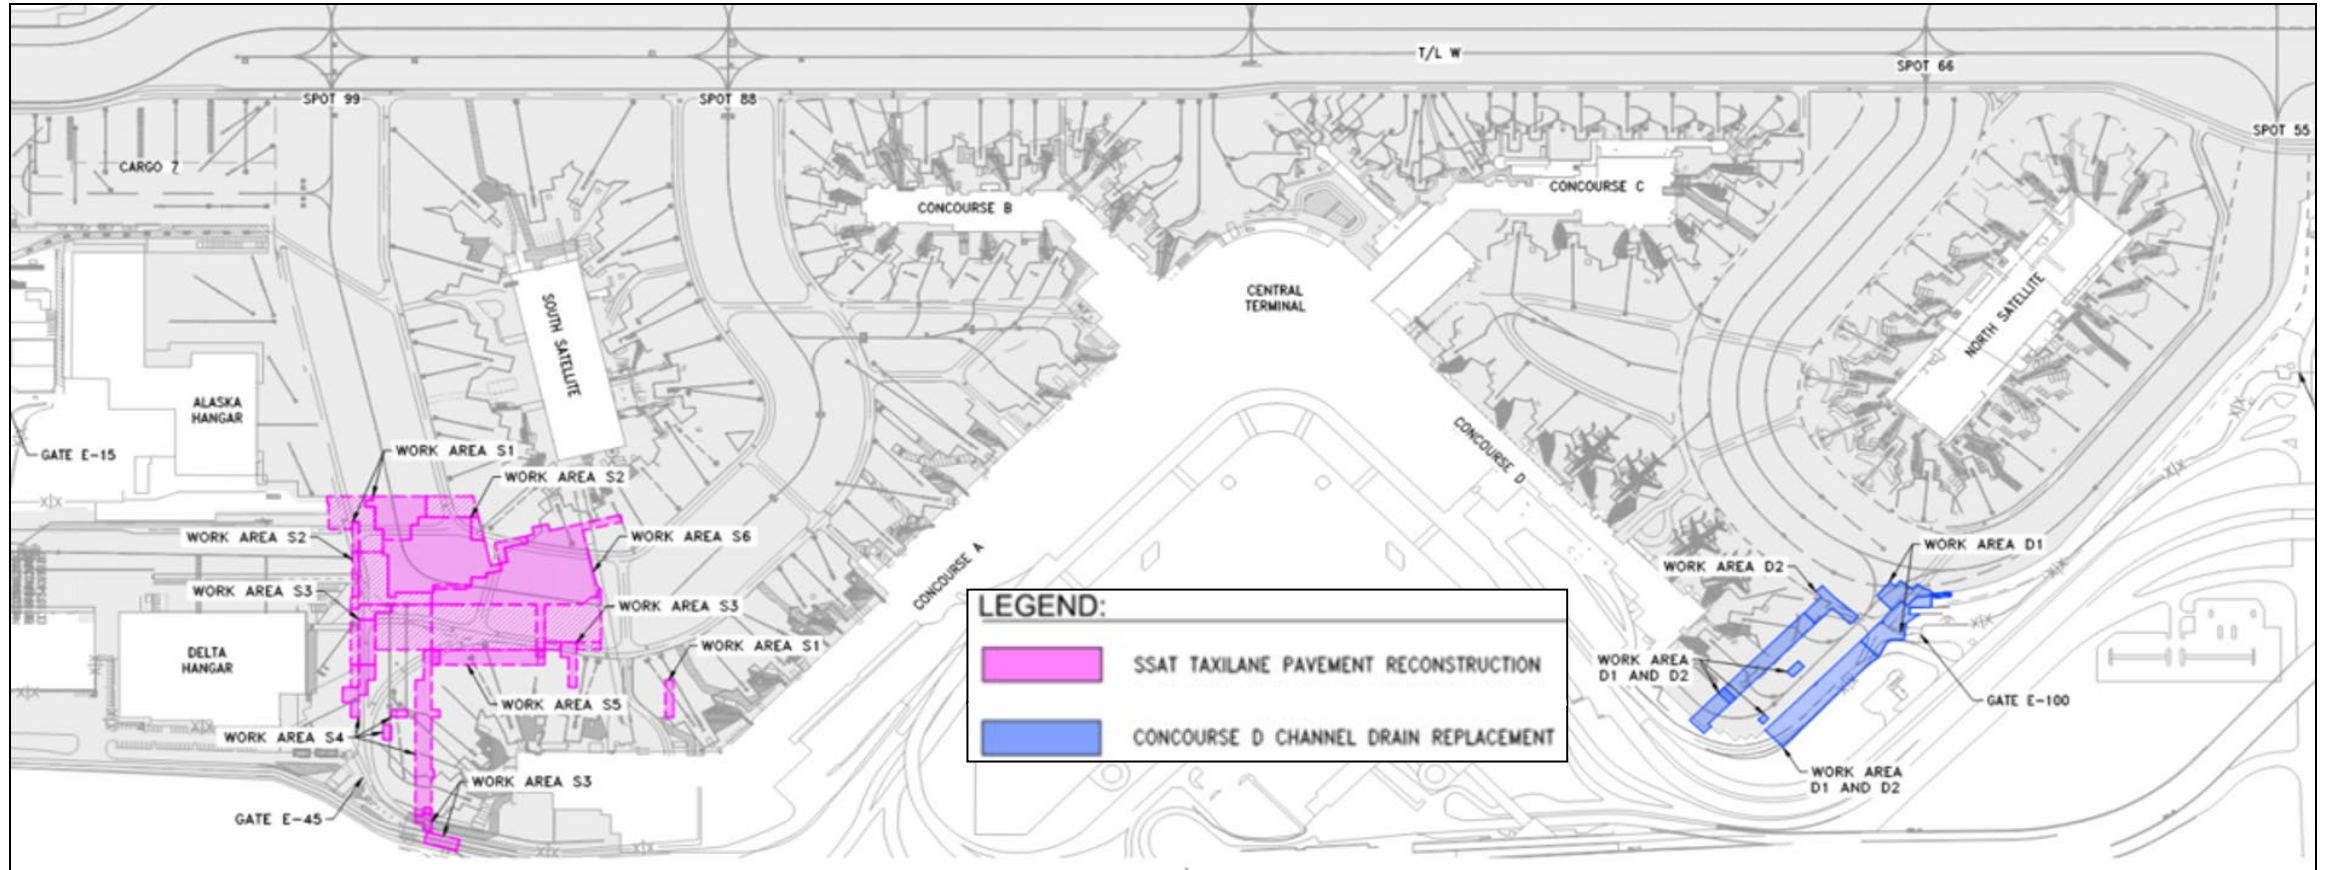 T/L W
SPOT 66
SPOT 99
SPOT 88
SPOT 55
CARGO 7
CONCOURSE C
CONCOURSE B
CENTRAL
TERMINAL
SOUTH SATELLITE
NORTH SATELLITE
ALASKA
HANGAR
GATE E-15
WORK AREA S1
WORK AREA S2
CONCOURSE D
WORK AREA S2
WORK AREA S6
WORK AREA D1
WORK AREA D2
CONCOURSE A
WORK AREA S3
WORK AREA S3
LEGEND:
SSAT TAXILANE PAVEMENT RECONSTRUCTION
CONCOURSE D CHANNEL DRAIN REPLACEMENT
WORK AREA S1
DELTA
HANGAR
WORK AREA
D1 AND D2
WORK AREA S5
GATE E-100
WORK AREA S4
WORK AREA S3
WORK AREA
D1 AND D2
GATE E-45